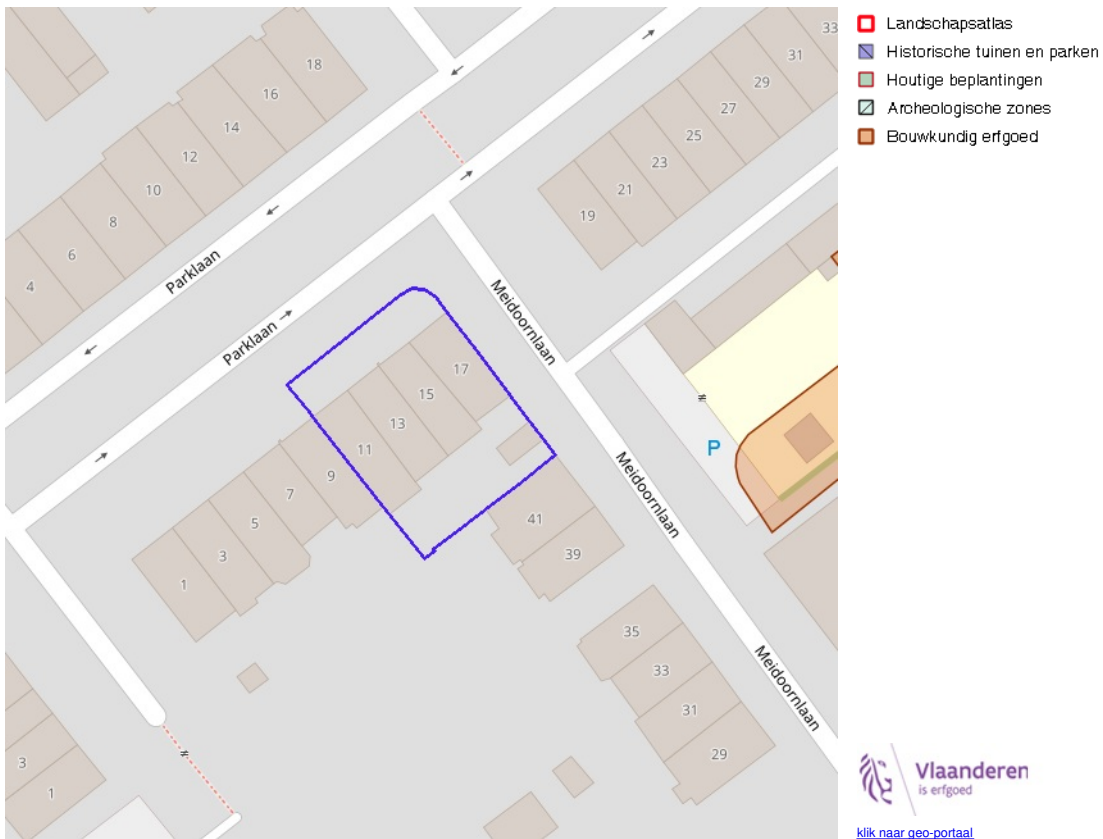 Landschapsatlas
Historische tuinen en parken
Houtige beplantingen
Archeologische zones
Bouwkundig erfgoed
33
31
29
27
25
23
21
19
18
16
14
12
10
8
6
4
Parklaan
Parklaan
Meidoornlaan
Meidoornlaan
Meidoornlaan
17
15
13
11
9
7
5
3
1
P
41
39
35
33
31
29
3
1
Vlaanderen
is erfgoed
klik naar geo-portaal